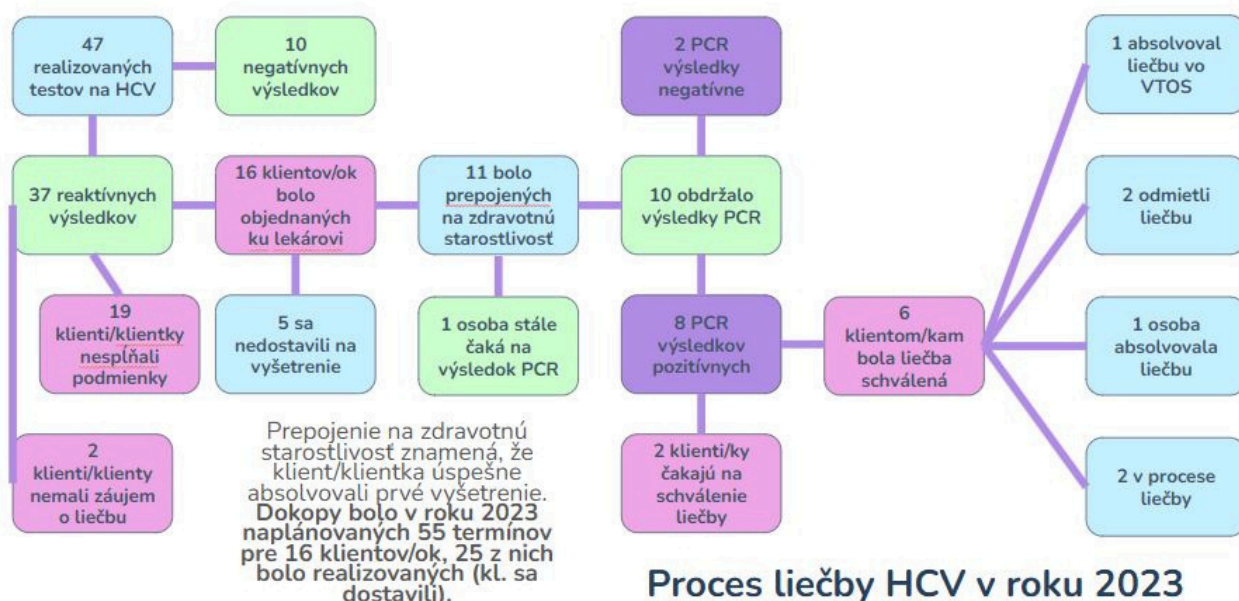 47
realizovaných
testov na HCV
10
negatívnych
výsledkov
2 PCR
výsledky
negatívne
1 absolvoval
liečbu vo
VTOS
37 reaktívnych
výsledkov
16 klientov/ok
bolo
objednaných
ku lekárovi
11 bolo
prepojených
na zdravotnú
starostlivosť
10 obdržalo
výsledky PCR
2 odmietli
liečbu
19
klienti/klientky
nespĺňali
podmienky
5 sa
nedostavili na
vyšetrenie
1 osoba stále
čaká na
výsledok PCR
8 PCR
výsledkov
pozitívnych
6
klientom/kam
bola liečba
schválená
1 osoba
absolvovala
liečbu
2
klienti/klienty
nemali záujem
o liečbu
Prepojenie na zdravotnú
starostlivosť znamená, že
klient/klientka úspešne
absolvovali prvé vyšetrenie.
Dokopy bolo v roku 2023
naplánovaných 55 termínov
pre 16 klientov/ok, 25 z nich
bolo realizovaných (kl. sa
dostavili).
2 klienti/ky
čakajú na
schválenie
liečby
2 v procese
liečby
Proces liečby HCV v roku 2023